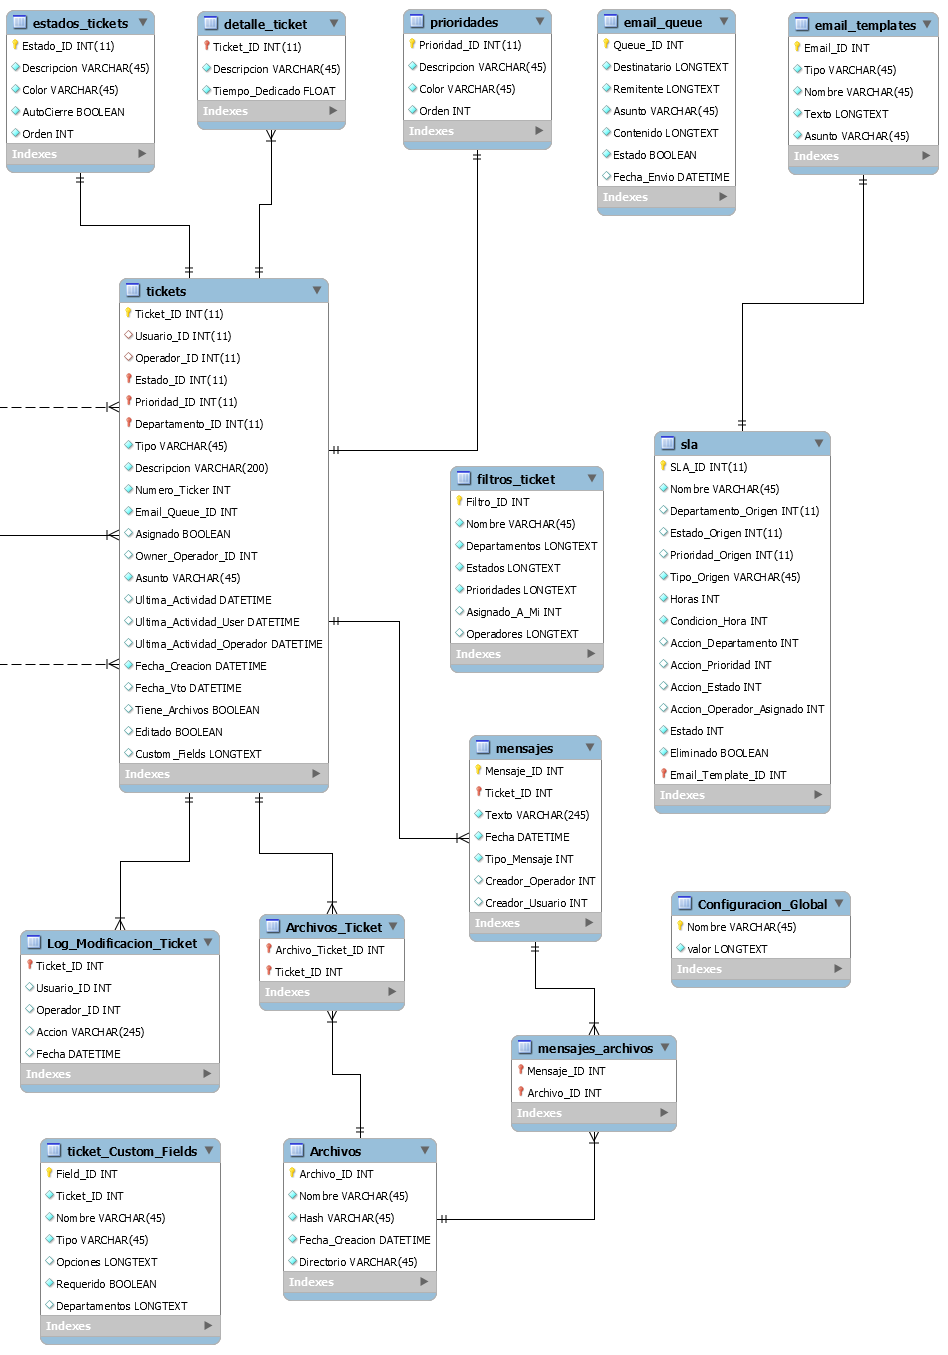 estados_tickets
Estado_ID INT(11)
Descripcion VARCHAR(45)
Color VARCHAR(45)
AutoCierre BOOLEAN
Orden INT
Indexes
detalle_ticket
Ticket_ID INT(11)
Descripcion VARCHAR(45)
Tiempo_Dedicado FLOAT
Indexes
prioridades
Prioridad_ID INT(11)
Descripcion VARCHAR(45)
Color VARCHAR(45)
Orden INT
Indexes
email_queue
Queue_ID INT
Destinatario LONGTEXT
Remitente LONGTEXT
Asunto VARCHAR(45)
Contenido LONGTEXT
Estado BOOLEAN
Fecha_Envio DATETIME
Indexes
email_templates
Email_ID INT
Tipo VARCHAR(45)
Nombre VARCHAR(45)
Texto LONGTEXT
Asunto VARCHAR(45)
Indexes
tickets
Ticket_ID INT(11)
Usuario_ID INT(11)
Operador_ID INT(11)
Estado_ID INT(11)
Prioridad_ID INT(11)
Departamento_ID INT(11)
Tipo VARCHAR(45)
Descripcion VARCHAR(200)
Numero_Ticker INT
Email_Queue_ID INT
Asignado BOOLEAN
Owner_Operador_ID INT
Asunto VARCHAR(45)
Ultima_Actividad DATETIME
Ultima_Actividad_User DATETIME
Ultima_Actividad_Operador DATETIME
Fecha_Creacion DATETIME
Fecha_Vto DATETIME
Tiene_Archivos BOOLEAN
Editado BOOLEAN
Custom_Fields LONGTEXT
Indexes
filtros_ticket
Filtro_ID INT
Nombre VARCHAR(45)
Departamentos LONGTEXT
Estados LONGTEXT
Prioridades LONGTEXT
Asignado_A_Mi INT
Operadores LONGTEXT
Indexes
sla
SLA_ID INT(11)
Nombre VARCHAR(45)
Departamento_Origen INT(11)
Estado_Origen INT(11)
Prioridad_Origen INT(11)
Tipo_Origen VARCHAR(45)
Horas INT
Condicion_Hora INT
Accion_Departamento INT
Accion_Prioridad INT
Accion_Estado INT
Accion_Operador_Asignado INT
Estado INT
Eliminado BOOLEAN
Email_Template_ID INT
Indexes
mensajes
Mensaje_ID INT
Ticket_ID INT
Texto VARCHAR(245)
Fecha DATETIME
Tipo_Mensaje INT
Creador_Operador INT
Creador_Usuario INT
Indexes
Configuracion_Global
Nombre VARCHAR(45)
valor LONGTEXT
Indexes
Log_Modificacion_Ticket
Ticket_ID INT
Usuario_ID INT
Operador_ID INT
Accion VARCHAR(245)
Fecha DATETIME
Indexes
Archivos_Ticket
Archivo_Ticket_ID INT
Ticket_ID INT
Indexes
mensajes_archivos
Mensaje_ID INT
Archivo_ID INT
Indexes
ticket_Custom_Fields
Field_ID INT
Ticket_ID INT
Nombre VARCHAR(45)
Tipo VARCHAR(45)
Opciones LONGTEXT
Requerido BOOLEAN
Departamentos LONGTEXT
Indexes
Archivos
Archivo_ID INT
Nombre VARCHAR(45)
Hash VARCHAR(45)
Fecha_Creacion DATETIME
Directorio VARCHAR(45)
Indexes